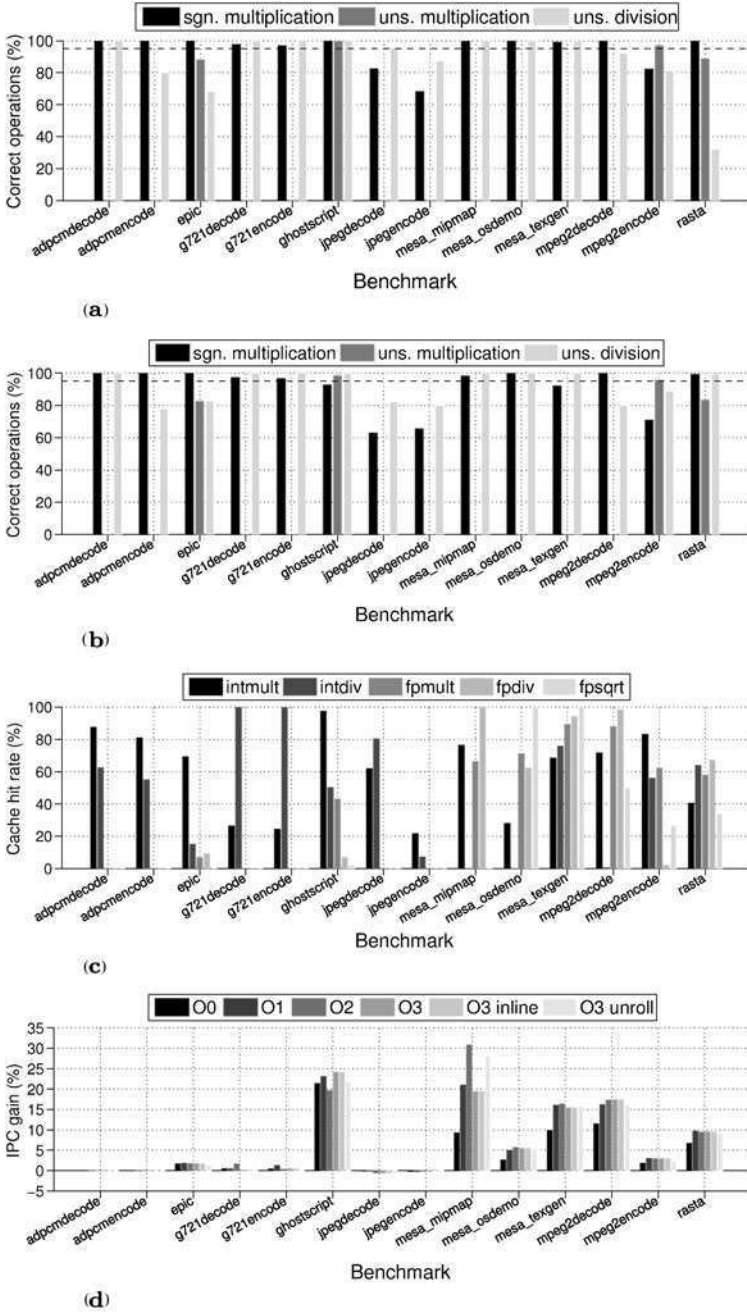 sgn. multiplication uns. multiplication uns. division
Correct operations (%)
100
80
60
40
20
0
adpcmdecode
adpcmencode
epic
g721decode
g721encode
ghostscript
jpegdecode
jpegencode
mesa_mipmap
mesa_osdemo
mesa_texgen
mpeg2decode
mpeg2encode
rasta
Benchmark
(a)
sgn. multiplication uns. multiplication uns. division
Correct operations (%)
100
80
60
40
20
0
adpcmdecode
adpcmencode
epic
g721decode
g721encode
ghostscript
jpegdecode
jpegencode
mesa_mipmap
mesa_osdemo
mesa_texgen
mpeg2decode
mpeg2encode
rasta
Benchmark
(b)
intmult intdiv fpmult fpdiv fpsqrt
Cache hit rate (%)
100
80
60
40
20
0
adpcmdecode
adpcmencode
epic
g721decode
g721encode
ghostscript
jpegdecode
jpegencode
mesa_mipmap
mesa_osdemo
mesa_texgen
mpeg2decode
mpeg2encode
rasta
Benchmark
(c)
O0 O1 O2 O3 O3 inline O3 unroll
IPC gain (%)
35
30
25
20
15
10
5
0
−5
adpcmdecode
adpcmencode
epic
g721decode
g721encode
ghostscript
jpegdecode
jpegencode
mesa_mipmap
mesa_osdemo
mesa_texgen
mpeg2decode
mpeg2encode
rasta
Benchmark
(d)